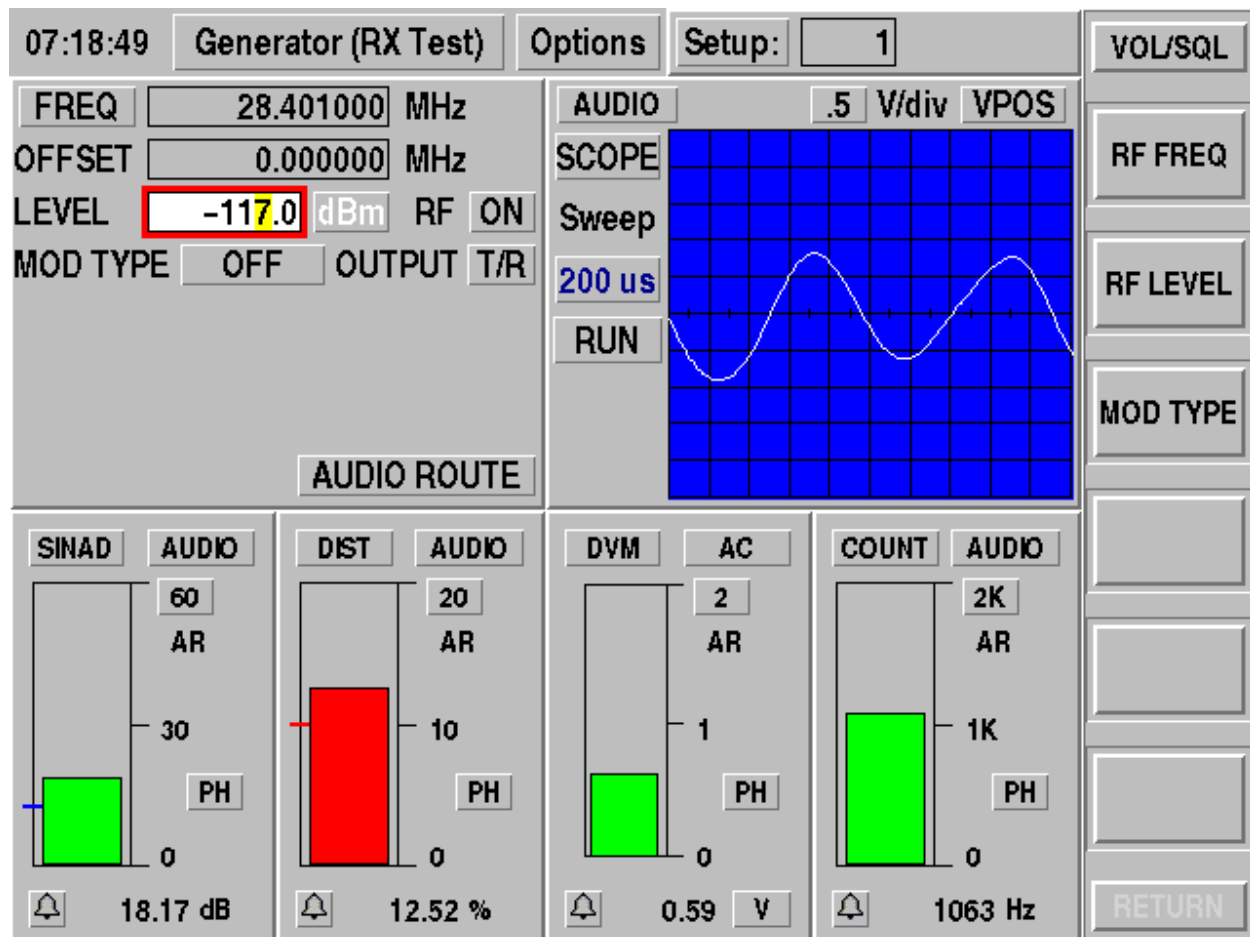 07:18:49 Generator (RX Test) Options Setup: 1 VOL/SQL
FREQ 28.401000 MHz
OFFSET 0.000000 MHz
LEVEL -117.0 dBm RF ON
MOD TYPE OFF OUTPUT T/R
AUDIO ROUTE
AUDIO .5 V/div VPOS
SCOPE
Sweep
200 us
RUN
RF FREQ
RF LEVEL
MOD TYPE
SINAD AUDIO
60
AR
30
PH
0
18.17 dB
DIST AUDIO
20
AR
10
PH
0
12.52 %
DVM AC
2
AR
1
PH
0
0.59 V
COUNT AUDIO
2K
AR
1K
PH
0
1063 Hz
RETURN